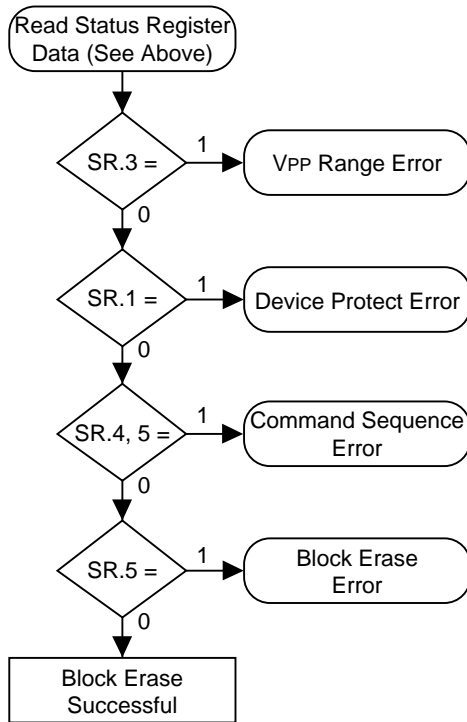 Read Status Register
Data (See Above)
SR.3 =
1
VPP Range Error
0
SR.1 =
1
Device Protect Error
0
SR.4, 5 =
1
Command Sequence
Error
0
SR.5 =
1
Block Erase
Error
0
Block Erase
Successful